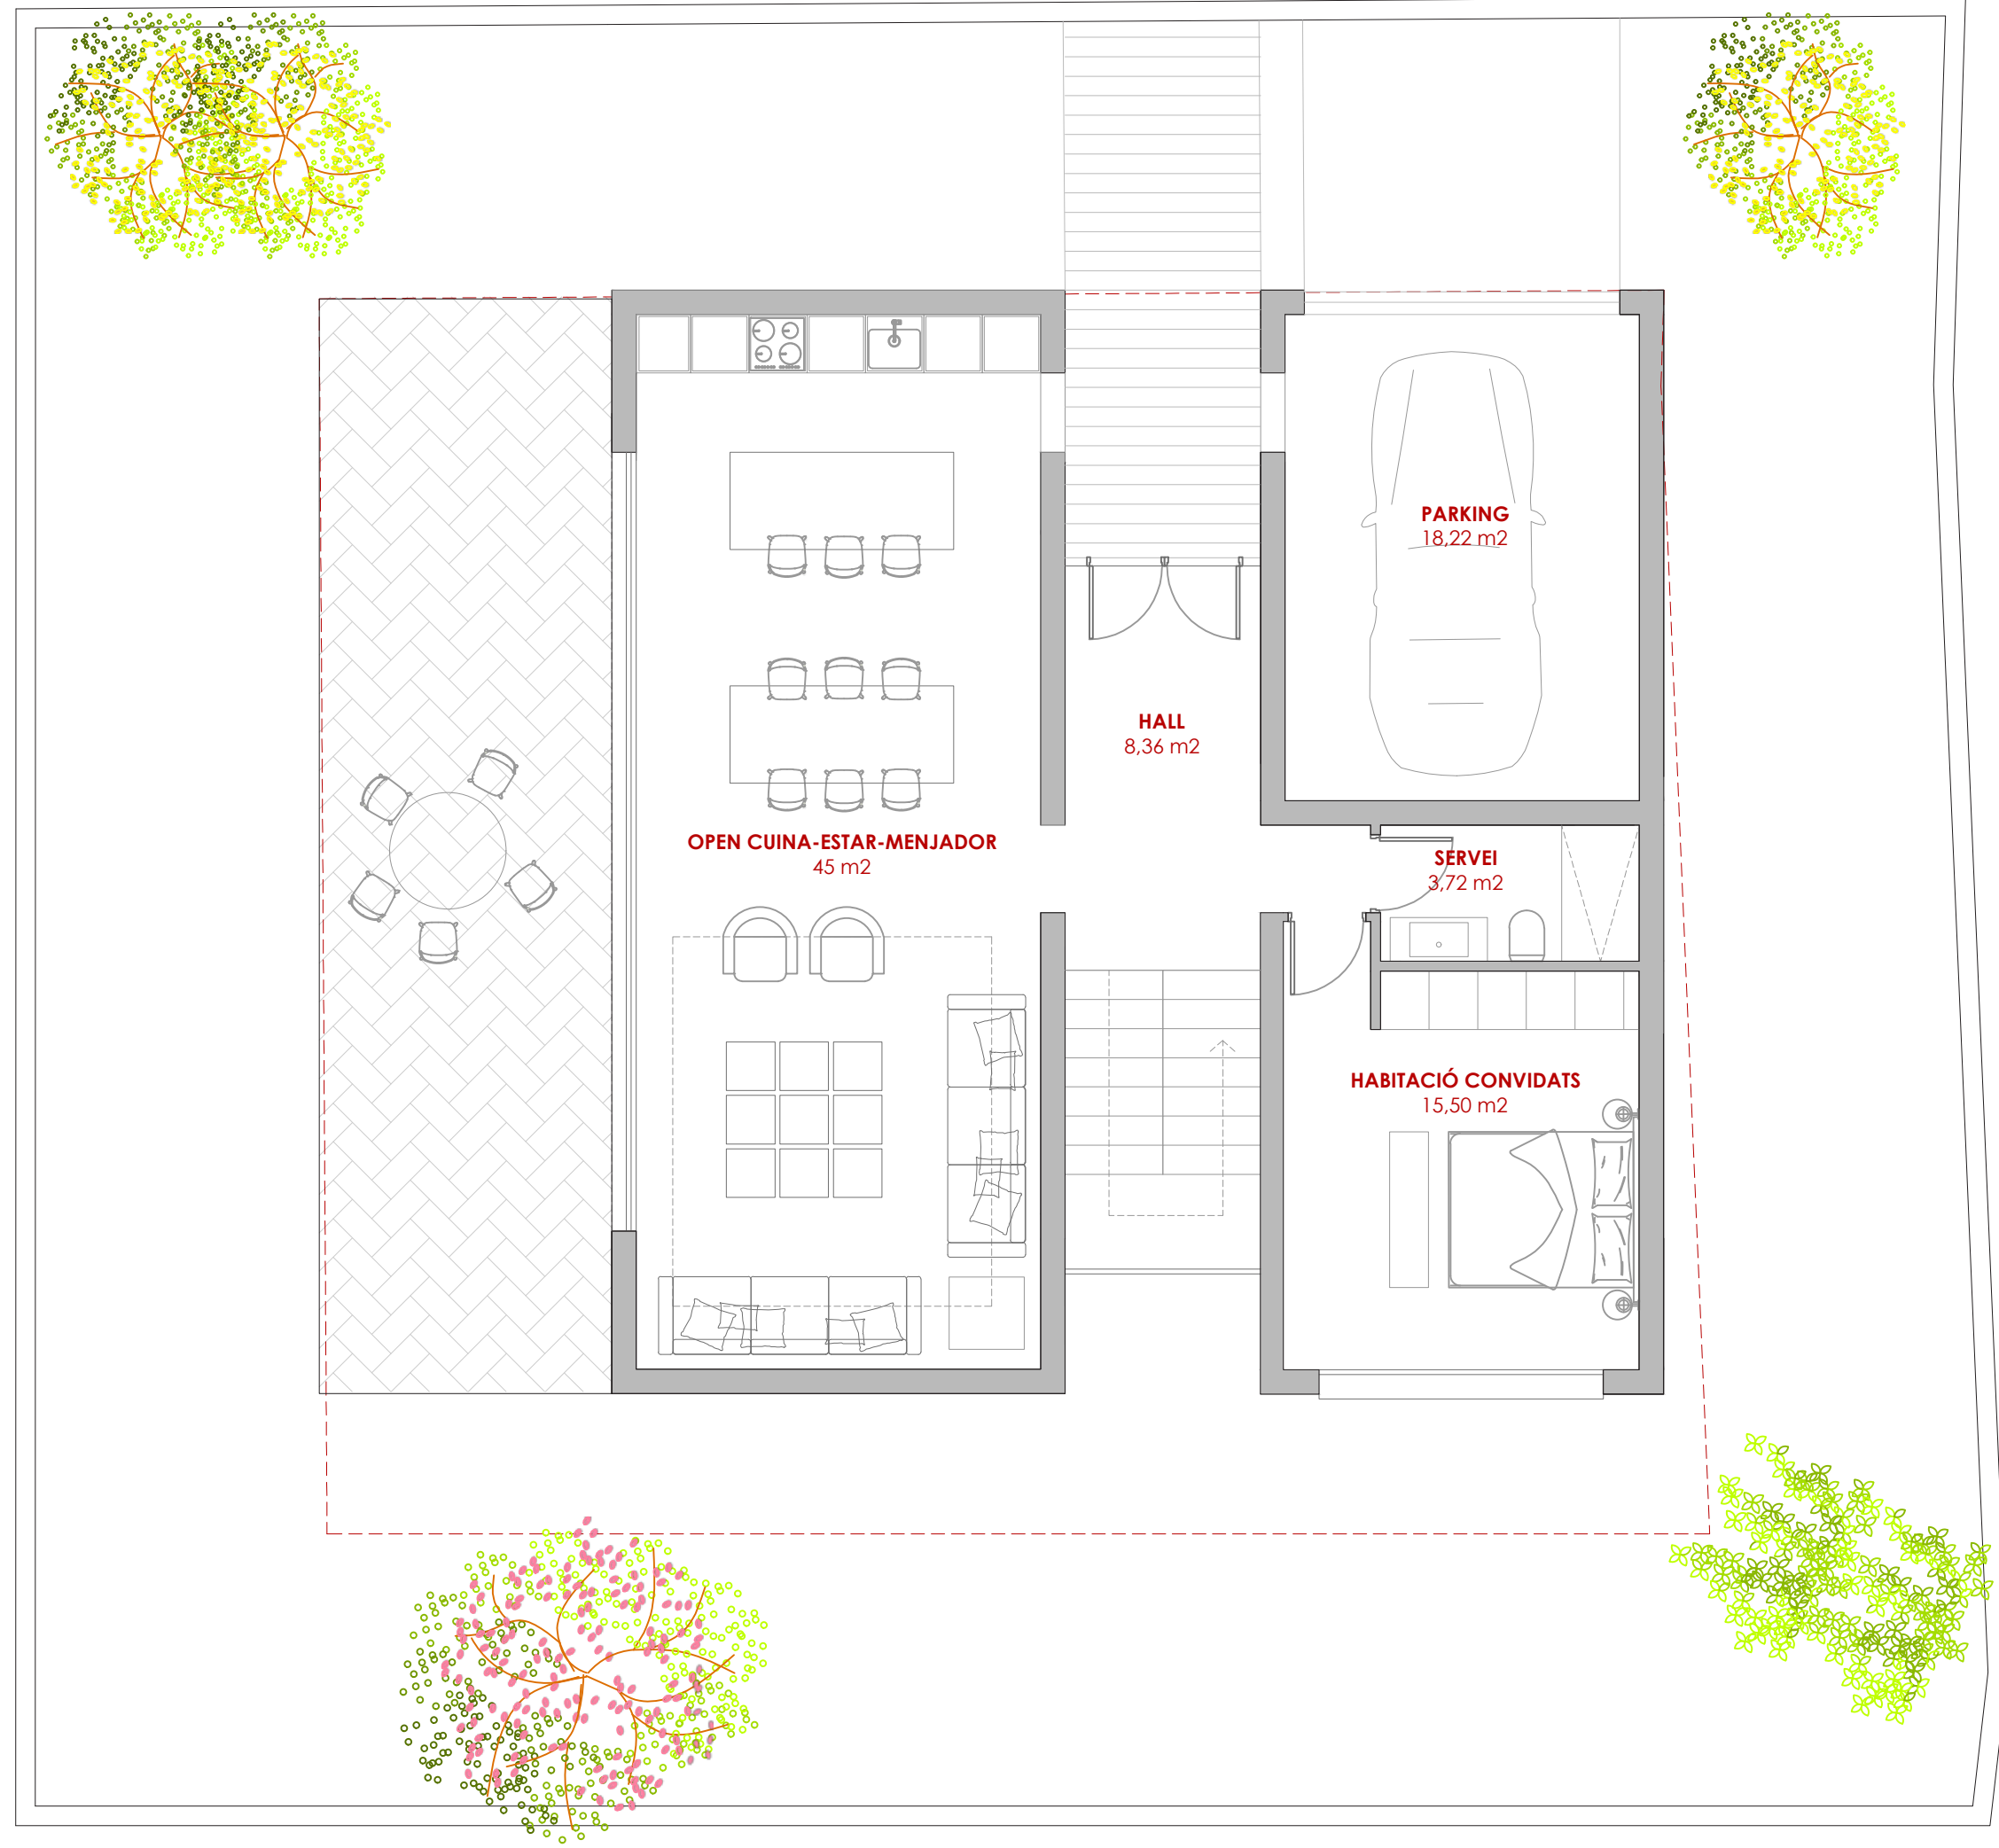 PARKING
18,22 m2
HALL
8,36 m2
OPEN CUINA-ESTAR-MENJADOR
45 m2
SERVEI
3,72 m2
HABITACIÓ CONVIDATS
15,50 m2